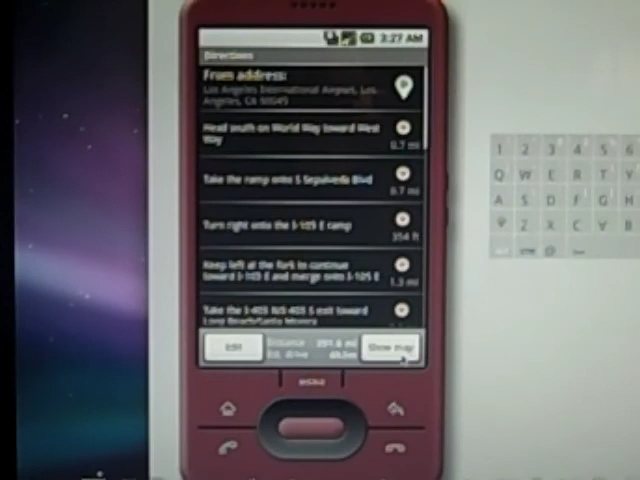 3:27 AM
Directions
From address:
Los Angeles International Airport, Los
Angeles, CA 90045
Head south on World Way toward West
Way
0.7 mi
Take the ramp onto S Sepulveda Blvd
0.7 mi
Turn right onto the I-105 E ramp
354 ft
Keep left at the fork to continue
toward I-105 E and merge onto I-105 E
1.3 mi
Take the I-405 N/I-405 S exit toward
Long Beach/Santa Monica
Edit
Distance
Est. drive
Show map
MENU
1 2 3 4 5 6
Q W E R T Y
A S D F G H
Z X C V B
@